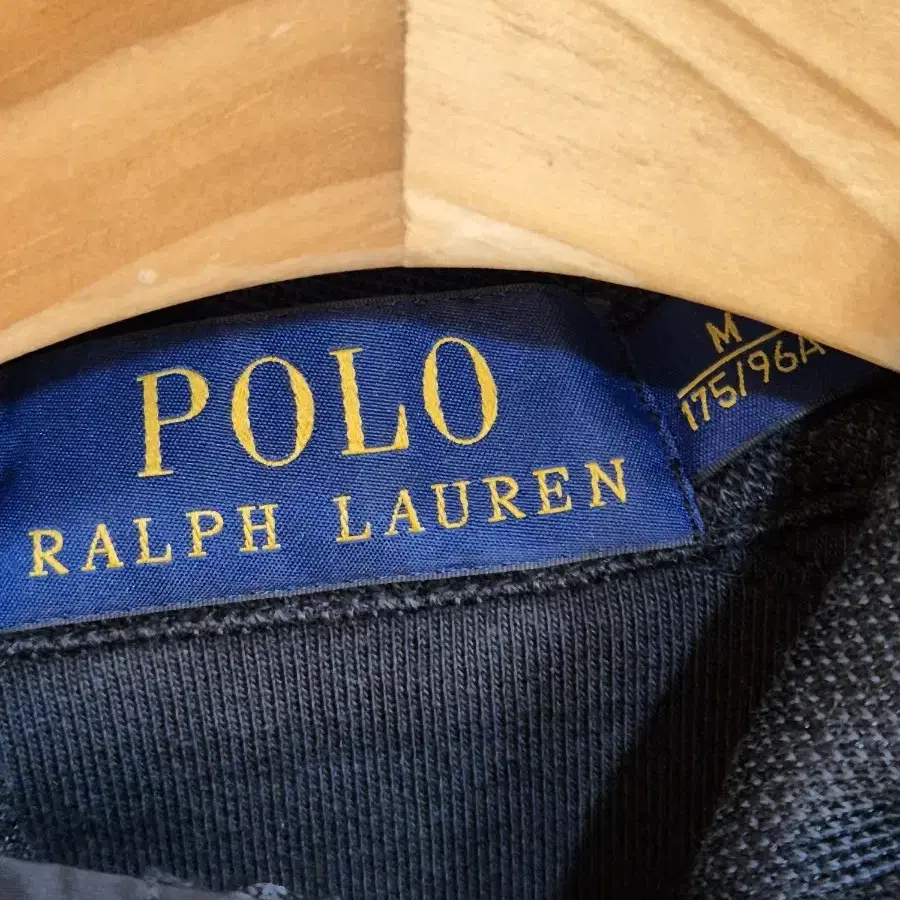 POLO
RALPH LAUREN
M
175/96A